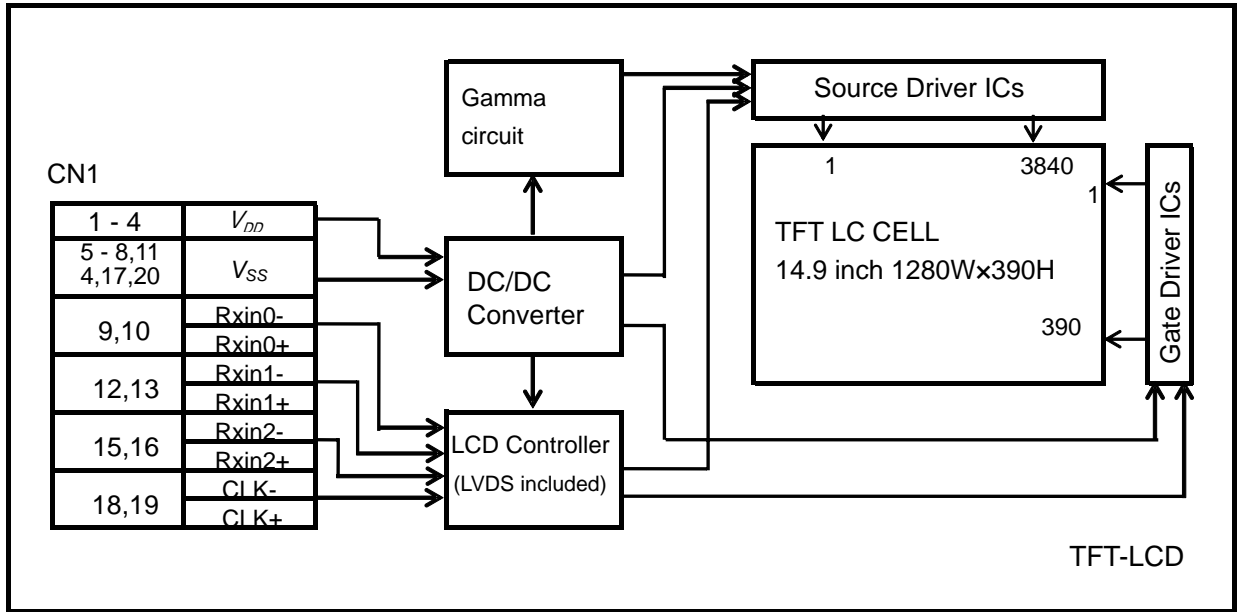 Gamma
circuit
Source Driver ICs
1
3840
1
390
TFT LC CELL
14.9 inch 1280W×390H
Gate Driver ICs
CN1
1 - 4
VDD
5 - 8,11
4,17,20
VSS
9,10
Rxin0-
Rxin0+
12,13
Rxin1-
Rxin1+
15,16
Rxin2-
Rxin2+
18,19
CLK-
CLK+
DC/DC
Converter
LCD Controller
(LVDS included)
TFT-LCD